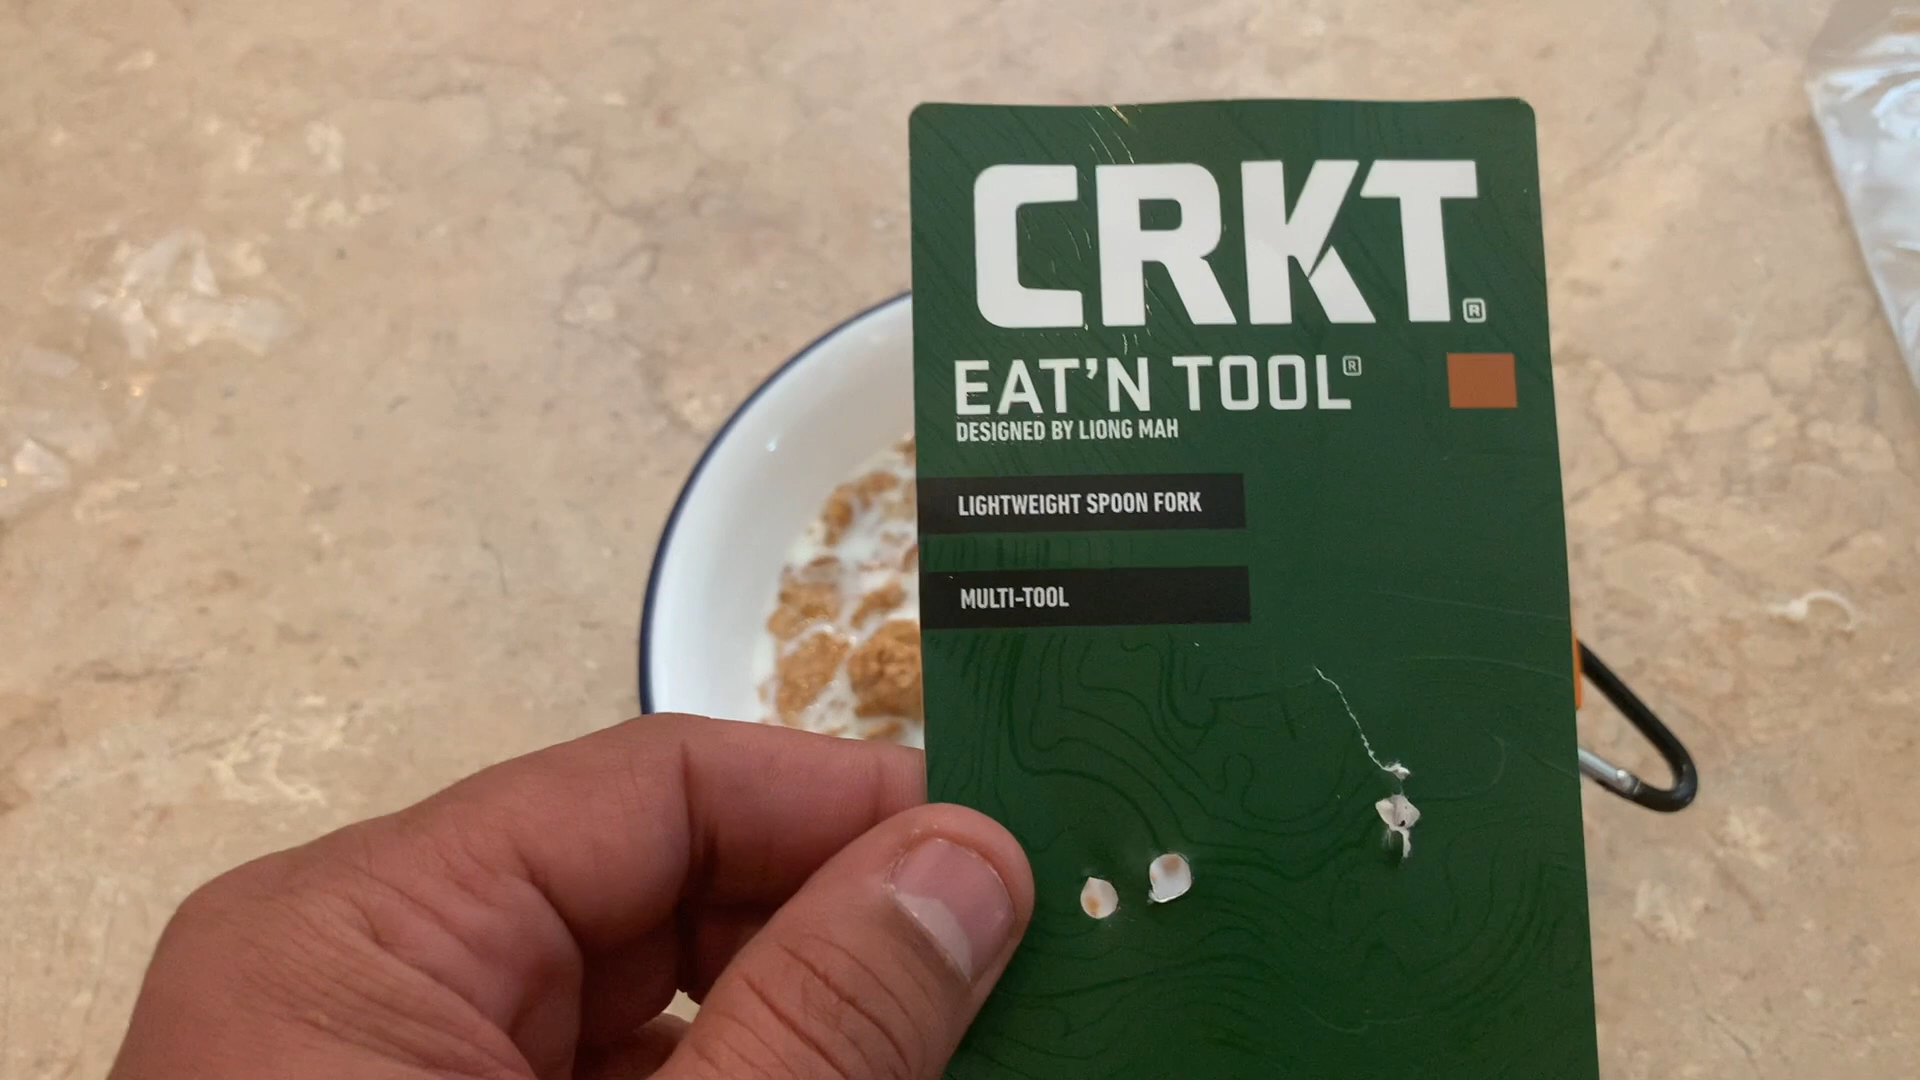 CRKT®
EAT’N TOOL®
DESIGNED BY LIONG MAH
LIGHTWEIGHT SPOON FORK
MULTI-TOOL